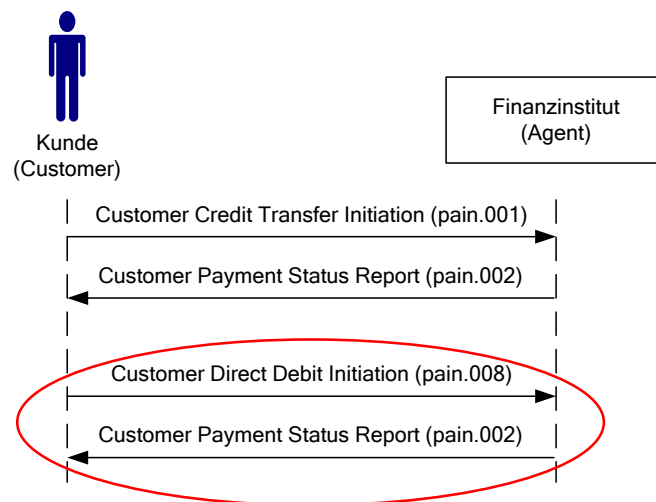 Kunde
(Customer)
Finanzinstitut
(Agent)
Customer Credit Transfer Initiation (pain.001)
Customer Payment Status Report (pain.002)
Customer Direct Debit Initiation (pain.008)
Customer Payment Status Report (pain.002)